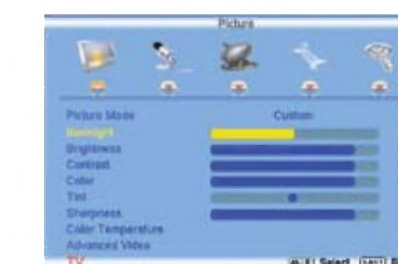 Picture
Picture Mode Custom
Backlight
Brightness
Contrast
Color
Tint
Sharpness
Color Temperature
Advanced Video
TV Select